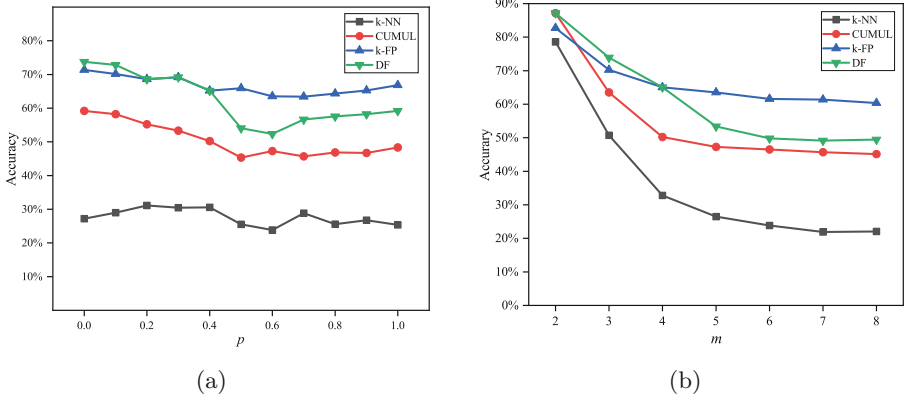 k-NN
CUMUL
k-FP
DF
80%
70%
60%
50%
40%
30%
20%
10%
Accuracy
0.0 0.2 0.4 0.6 0.8 1.0
p
(a)
k-NN
CUMUL
k-FP
DF
90%
80%
70%
60%
50%
40%
30%
20%
10%
0%
Accurary
2 3 4 5 6 7 8
m
(b)